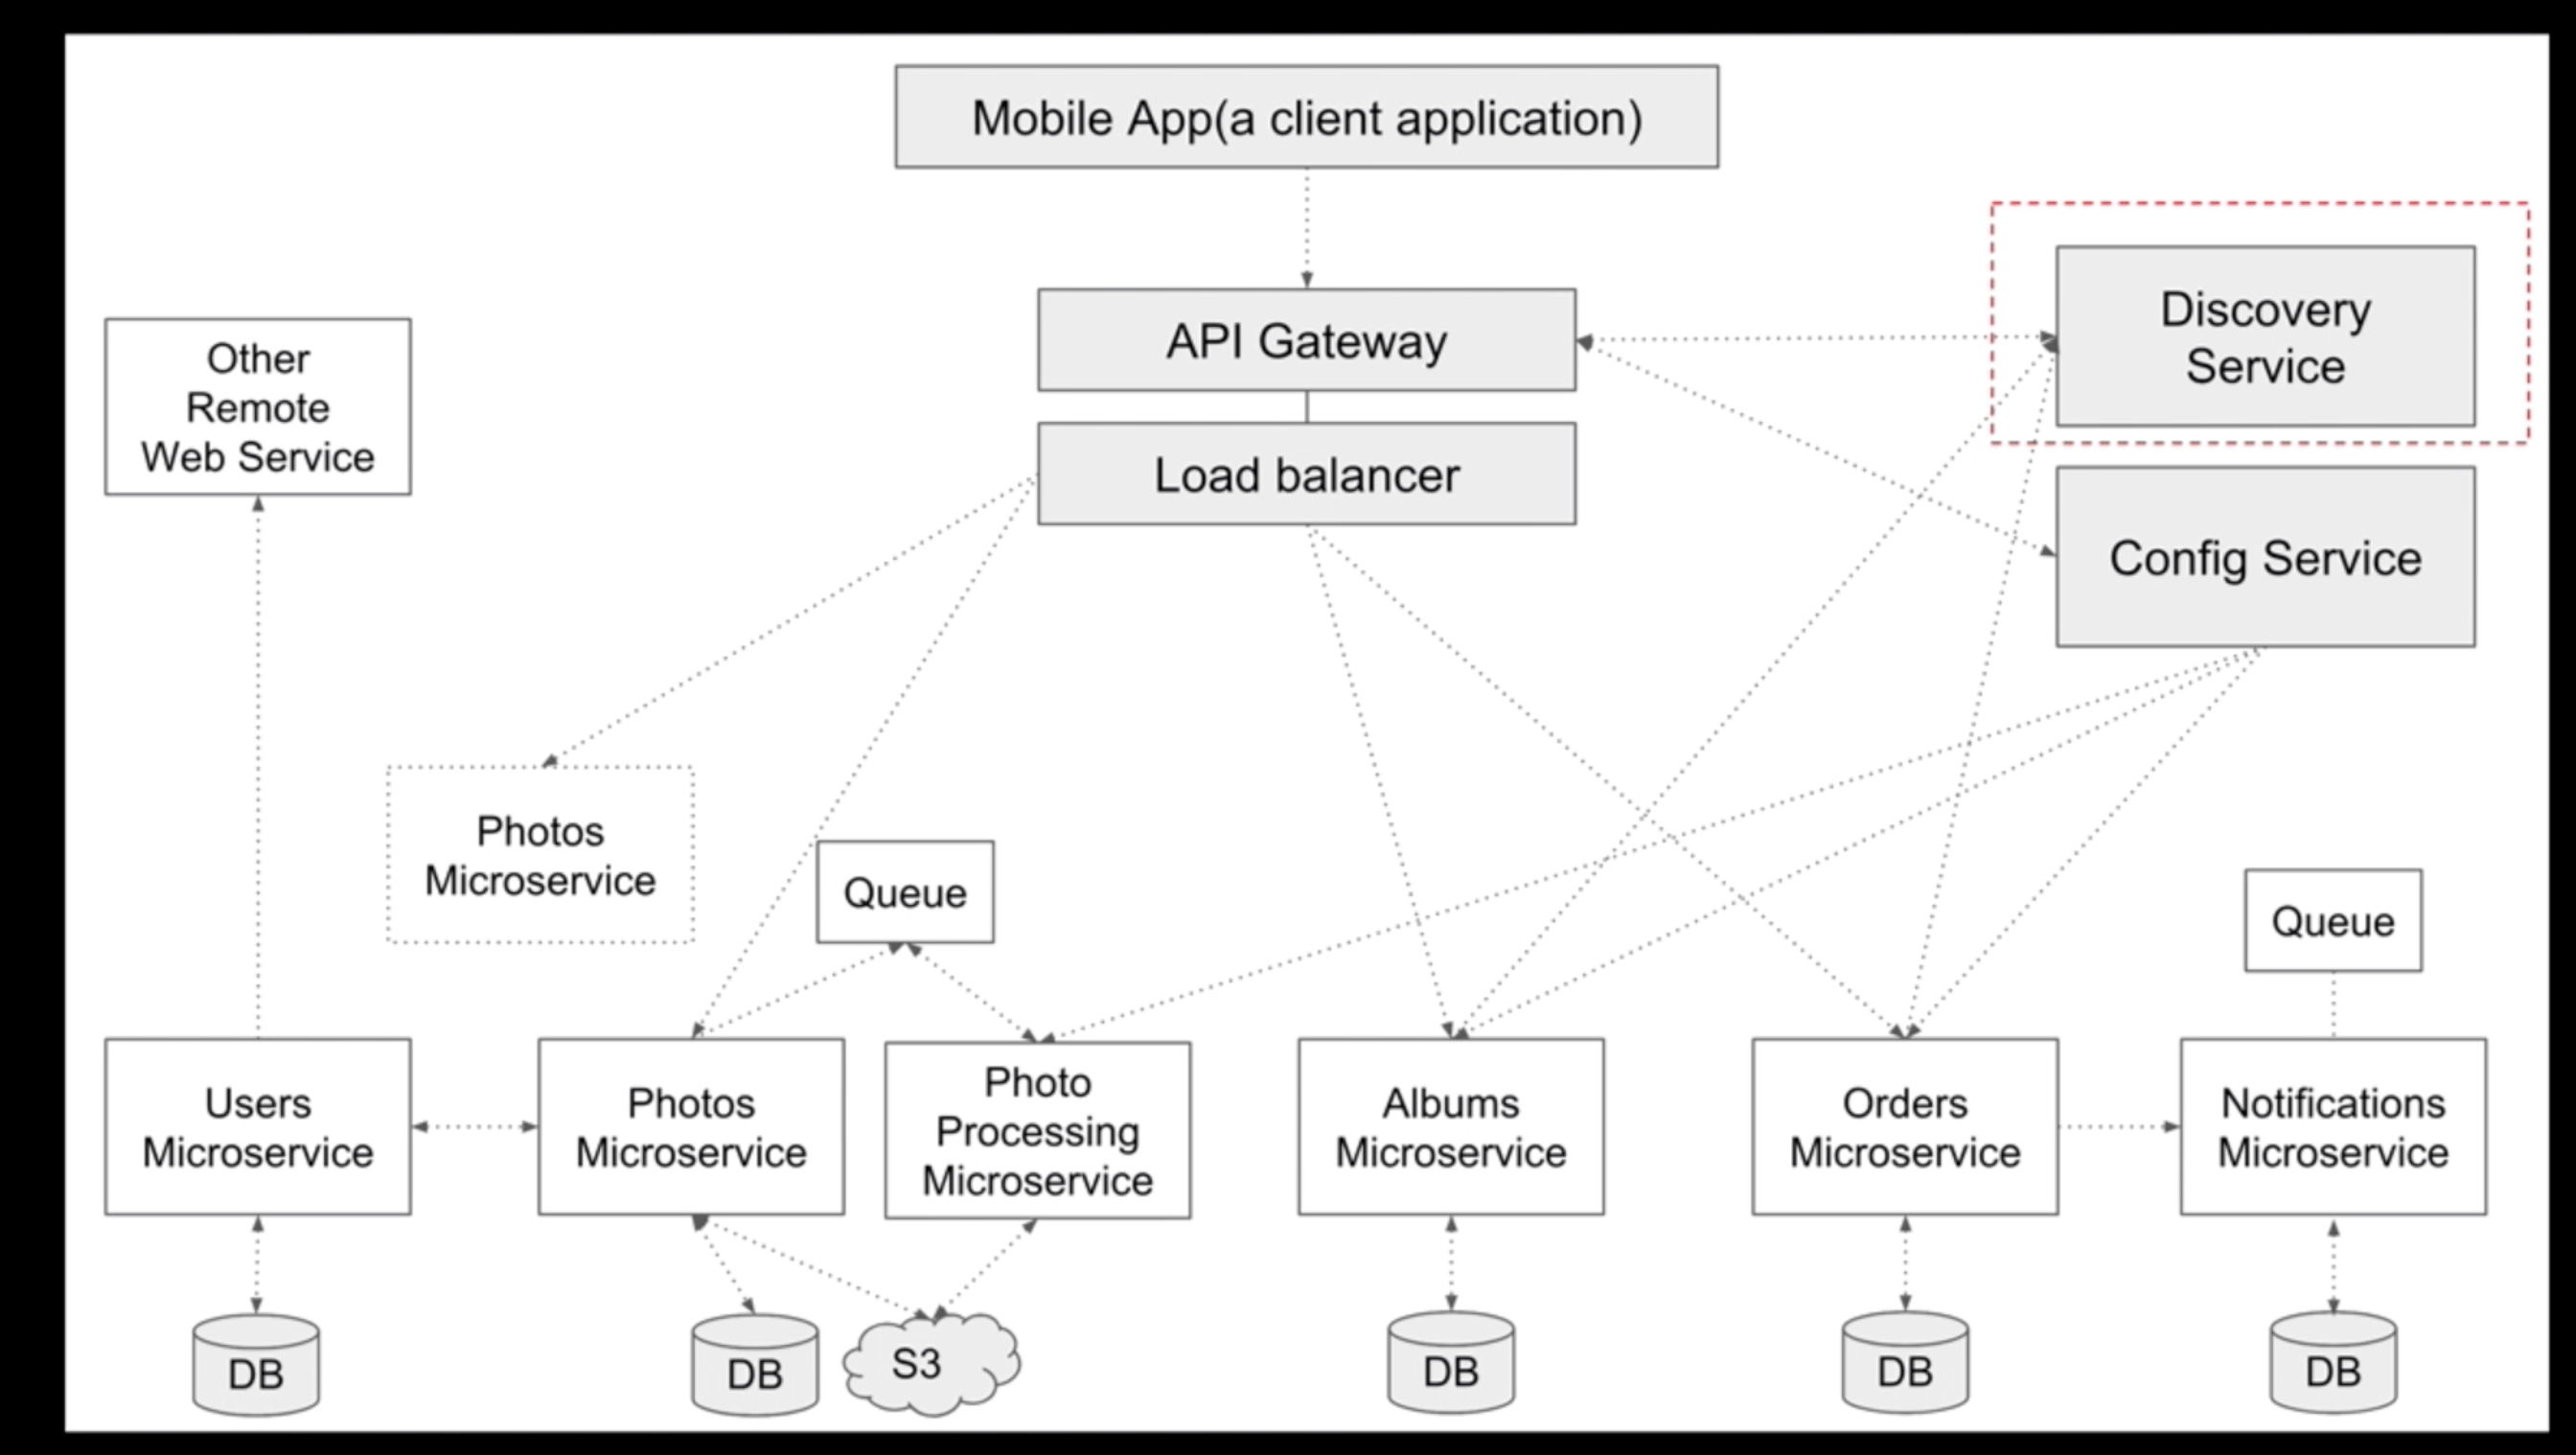 Mobile App(a client application)
API Gateway
Load balancer
Discovery
Service
Config Service
Other
Remote
Web Service
Photos
Microservice
Queue
Queue
Users
Microservice
Photos
Microservice
Photo
Processing
Microservice
Albums
Microservice
Orders
Microservice
Notifications
Microservice
DB
DB
S3
DB
DB
DB